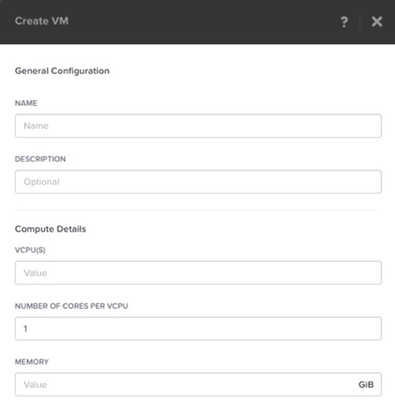 Create VM ?
General Configuration
NAME
Name
DESCRIPTION
Optional
Compute Details
VCPU(S)
Value
NUMBER OF CORES PER VCPU
1
MEMORY
Value GiB